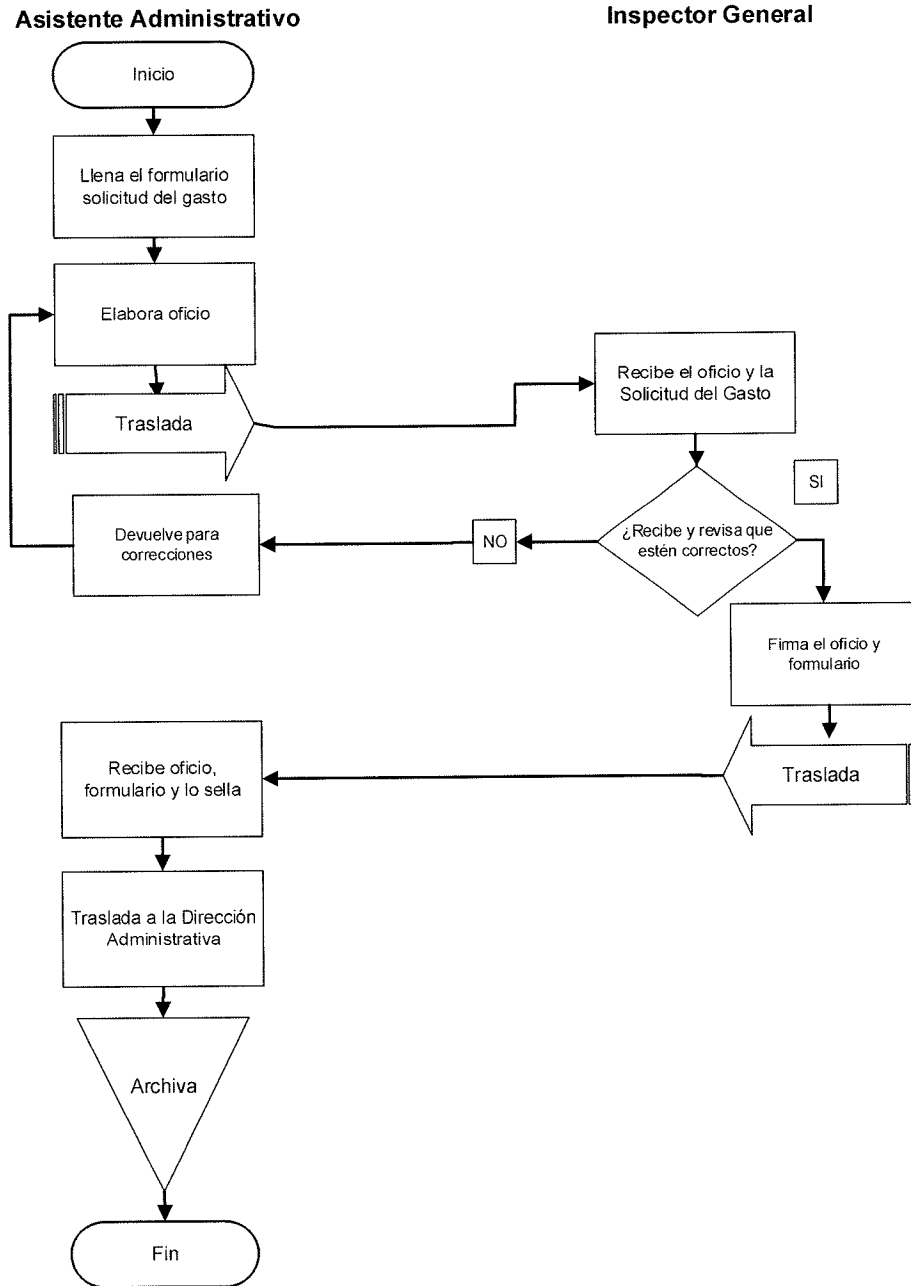 Asistente Administrativo
Inspector General
Inicio
Llena el formulario
solicitud del gasto
Elabora oficio
Traslada
Recibe el oficio y la
Solicitud del Gasto
SI
¿Recibe y revisa que
estén correctos?
NO
Devuelve para
correcciones
Firma el oficio y
formulario
Traslada
Recibe oficio,
formulario y lo sella
Traslada a la Dirección
Administrativa
Archiva
Fin